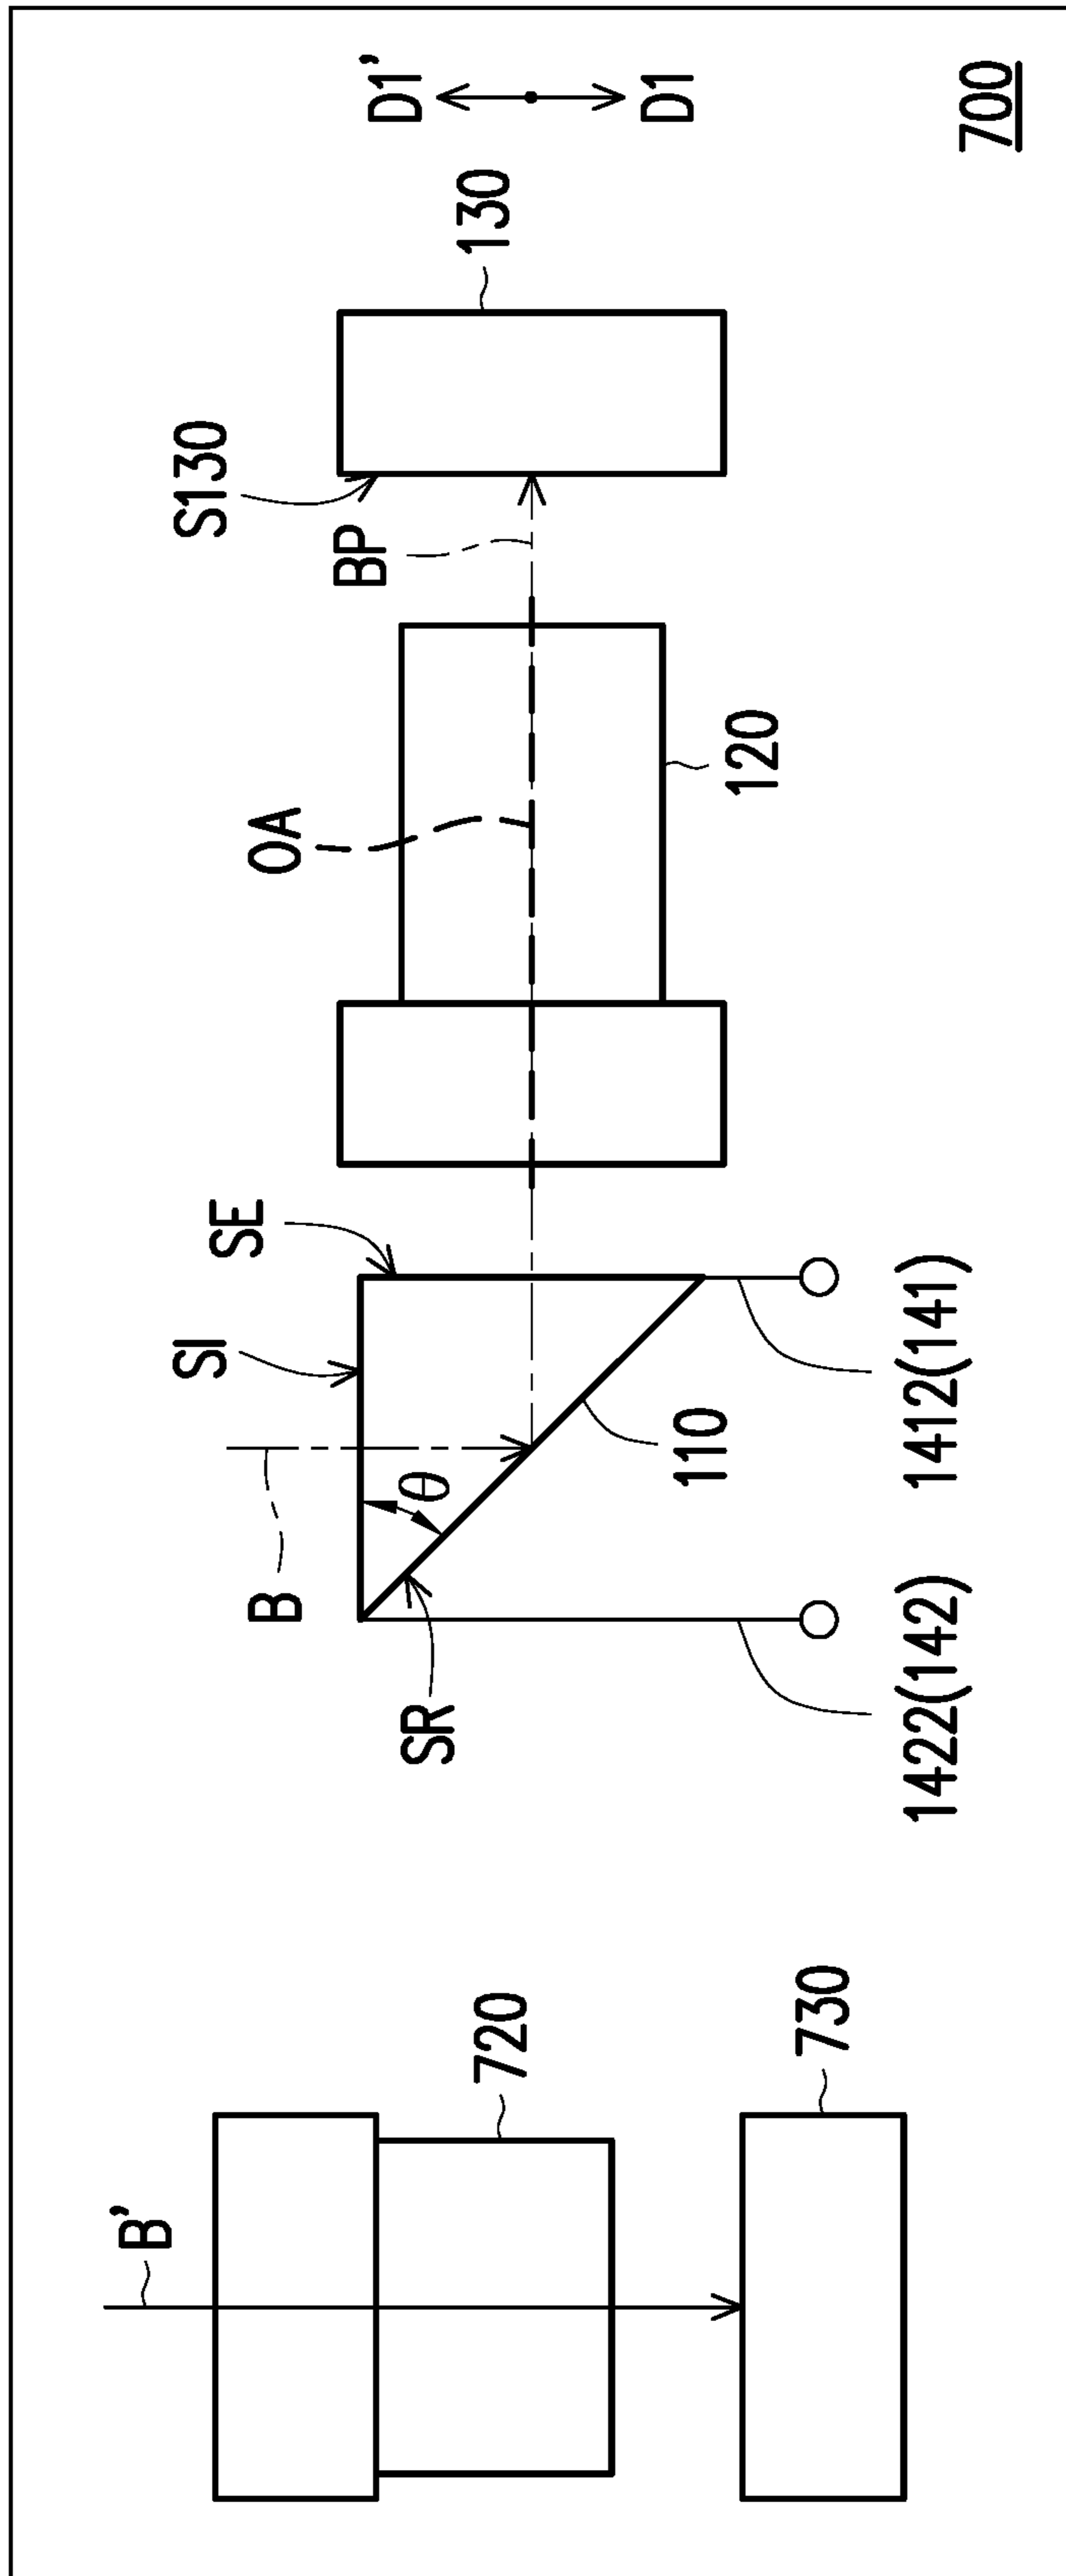 B'
SI
S130
SE
B
OA
BP
D1'
θ
SR
130
720
D1
110
120
730
1422(142)
1412(141)
700